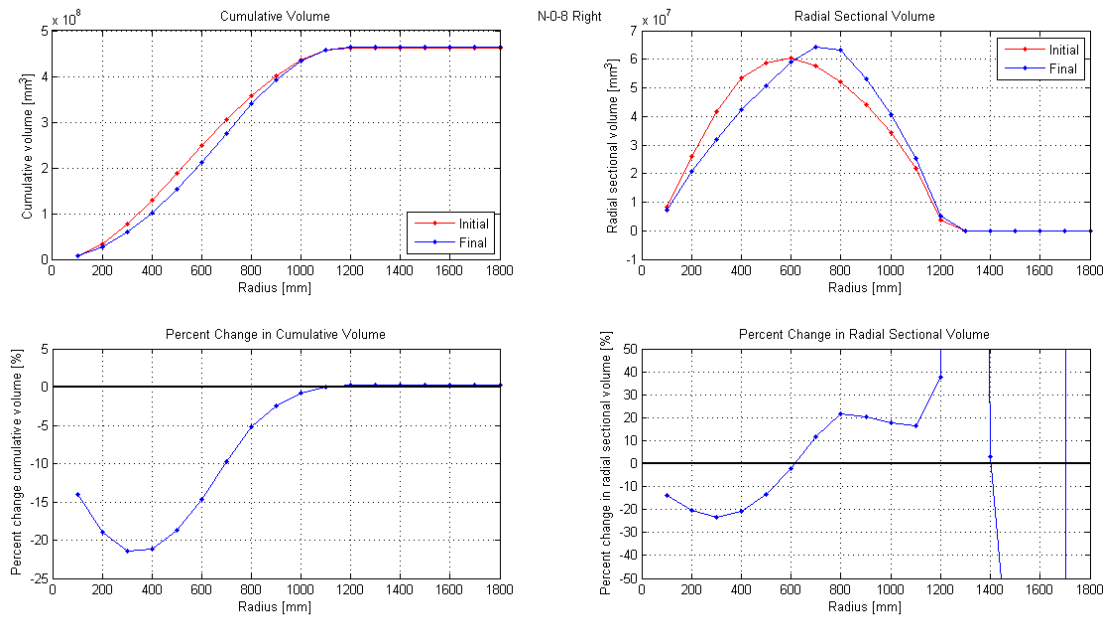 Cumulative Volume
N-0-8 Right
Radial Sectional Volume
x 10^8
5
4
3
2
1
0
Cumulative volume [mm^3]
Initial
Final
0 200 400 600 800 1000 1200 1400 1600 1800
Radius [mm]
x 10^7
7
6
5
4
3
2
1
0
-1
Radial sectional volume [mm^3]
Initial
Final
0 200 400 600 800 1000 1200 1400 1600 1800
Radius [mm]
Percent Change in Cumulative Volume
5
0
-5
-10
-15
-20
-25
Percent change cumulative volume [%]
0 200 400 600 800 1000 1200 1400 1600 1800
Radius [mm]
Percent Change in Radial Sectional Volume
50
40
30
20
10
0
-10
-20
-30
-40
-50
Percent change in radial sectional volume [%]
0 200 400 600 800 1000 1200 1400 1600 1800
Radius [mm]